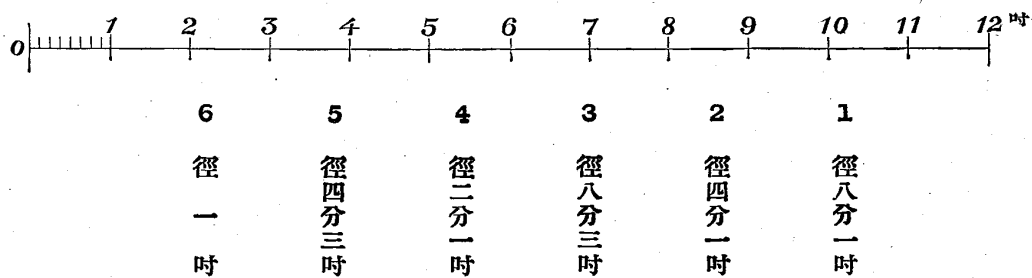 0 1 2 3 4 5 6 7 8 9 10 11 12 吋
1 徑八分一吋
2 徑四分一吋
3 徑八分三吋
4 徑二分一吋
5 徑四分三吋
6 徑一吋